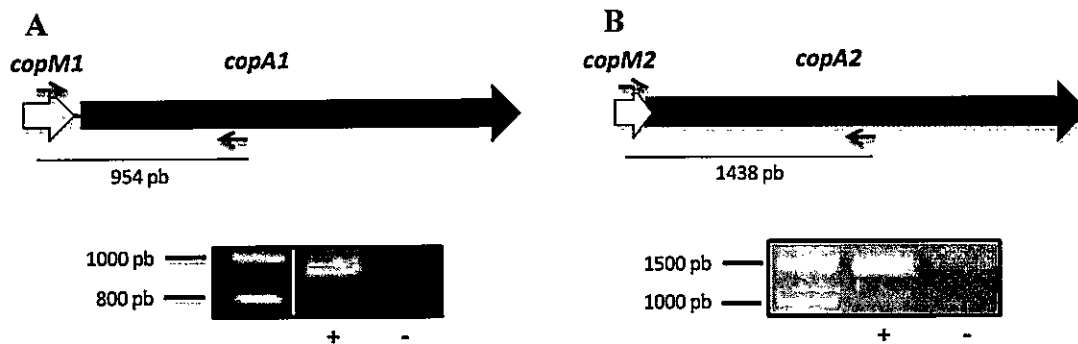 A
copM1
copA1
954 pb
1000 pb
800 pb
+ -
B
copM2
copA2
1438 pb
1500 pb
1000 pb
+ -